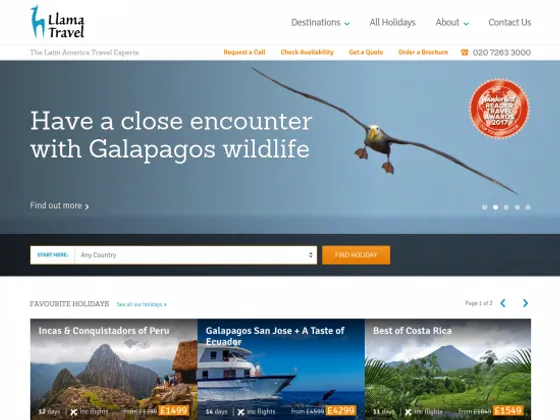 Llama
Travel
Destinations
All Holidays
About
Contact Us
The Latin America Travel Experts
Request a Call
Check Availability
Get a Quote
Order a Brochure
020 7263 3000
Have a close encounter
with Galapagos wildlife
Wanderlust
READER
TRAVEL
AWARDS
2017
Find out more
START HERE:
Any Country
FIND HOLIDAY
FAVOURITE HOLIDAYS
See all our holidays
Page 1 of 2
Incas & Conquistadors of Peru
12 days
inc flights
from £1799 £1499
Galapagos San Jose + A Taste of
Ecuador
14 days
inc flights
from £4599 £4299
Best of Costa Rica
11 days
inc flights
from £1849 £1549